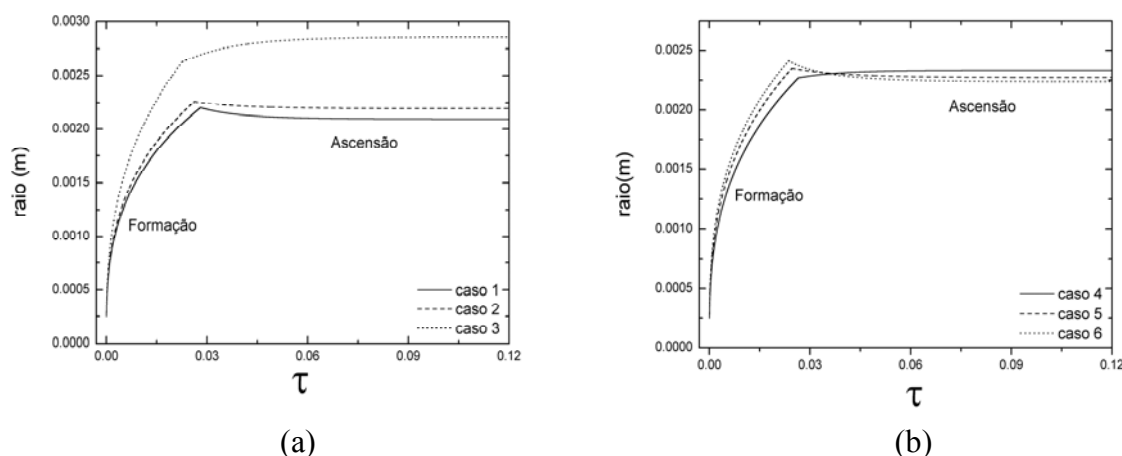 0.0030
0.0025
0.0020
0.0015
0.0010
0.0005
0.0000
raio (m)
Ascensão
Formação
caso 1
caso 2
caso 3
0.00 0.03 0.06 0.09 0.12
τ
(a)
0.0025
0.0020
0.0015
0.0010
0.0005
0.0000
raio(m)
Ascensão
Formação
caso 4
caso 5
caso 6
0.00 0.03 0.06 0.09 0.12
τ
(b)